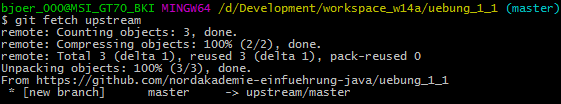 bjoer_000@MSI_GT70_BKI MINGW64 /d/Development/workspace_w14a/uebung_1_1 (master)
$ git fetch upstream
remote: Counting objects: 3, done.
remote: Compressing objects: 100% (2/2), done.
remote: Total 3 (delta 1), reused 3 (delta 1), pack-reused 0
Unpacking objects: 100% (3/3), done.
From https://github.com/nordakademie-einfuehrung-java/uebung_1_1
 * [new branch]      master     -> upstream/master